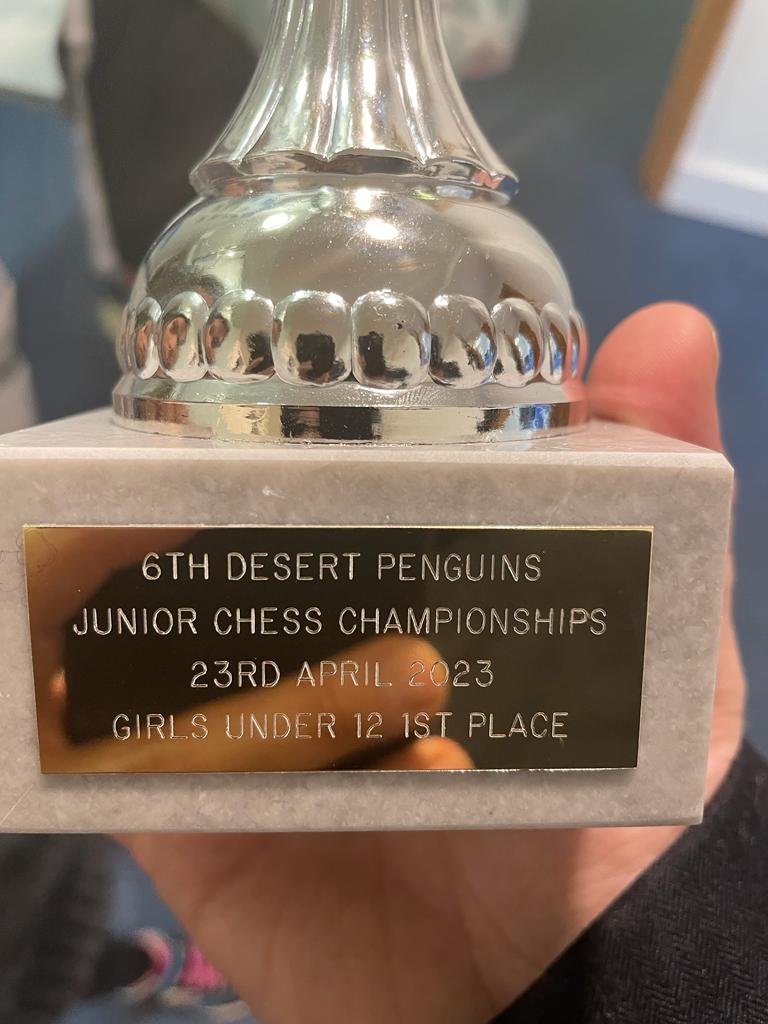 6TH DESERT PENGUINS
JUNIOR CHESS CHAMPIONSHIPS
23RD APRIL 2023
GIRLS UNDER 12 1ST PLACE